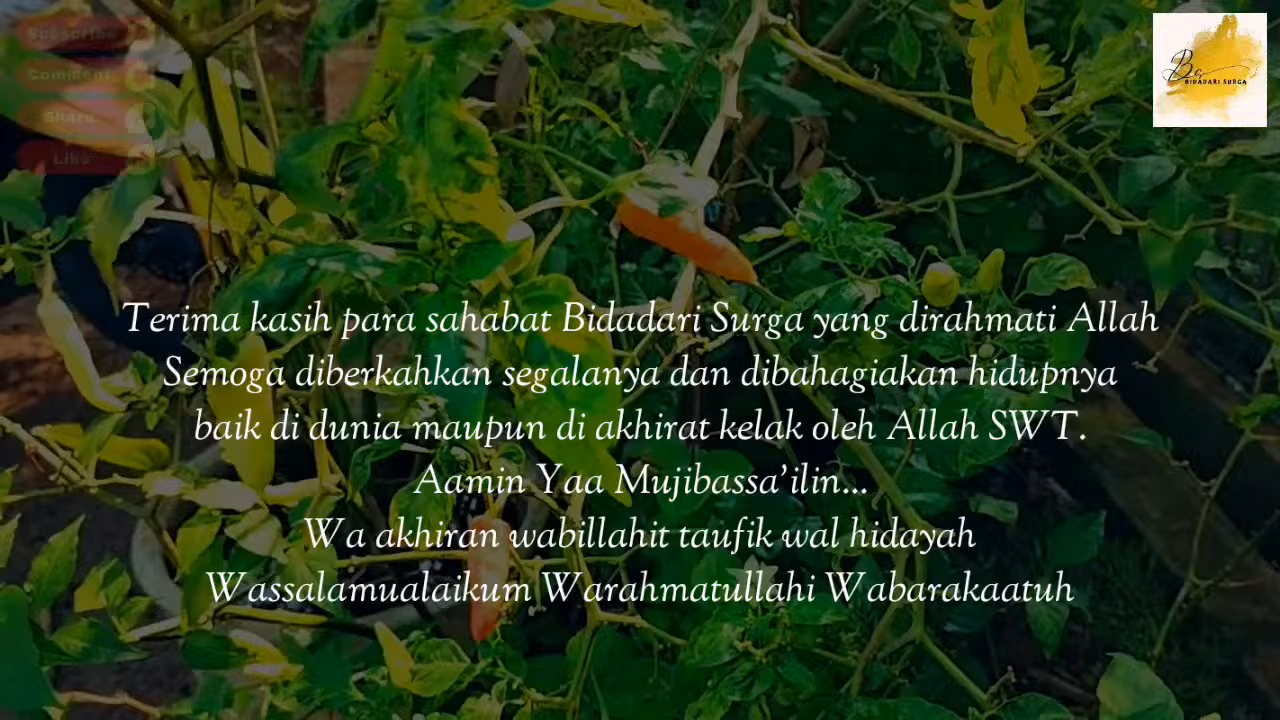 Subscribe
Comment
Share
Like
Bs
BIDADARI SURGA
Terima kasih para sahabat Bidadari Surga yang dirahmati Allah
Semoga diberkahkan segalanya dan dibahagiakan hidupnya
baik di dunia maupun di akhirat kelak oleh Allah SWT.
Aamin Yaa Mujibassa'ilin...
Wa akhiran wabillahit taufik wal hidayah
Wassalamualaikum Warahmatullahi Wabarakaatuh